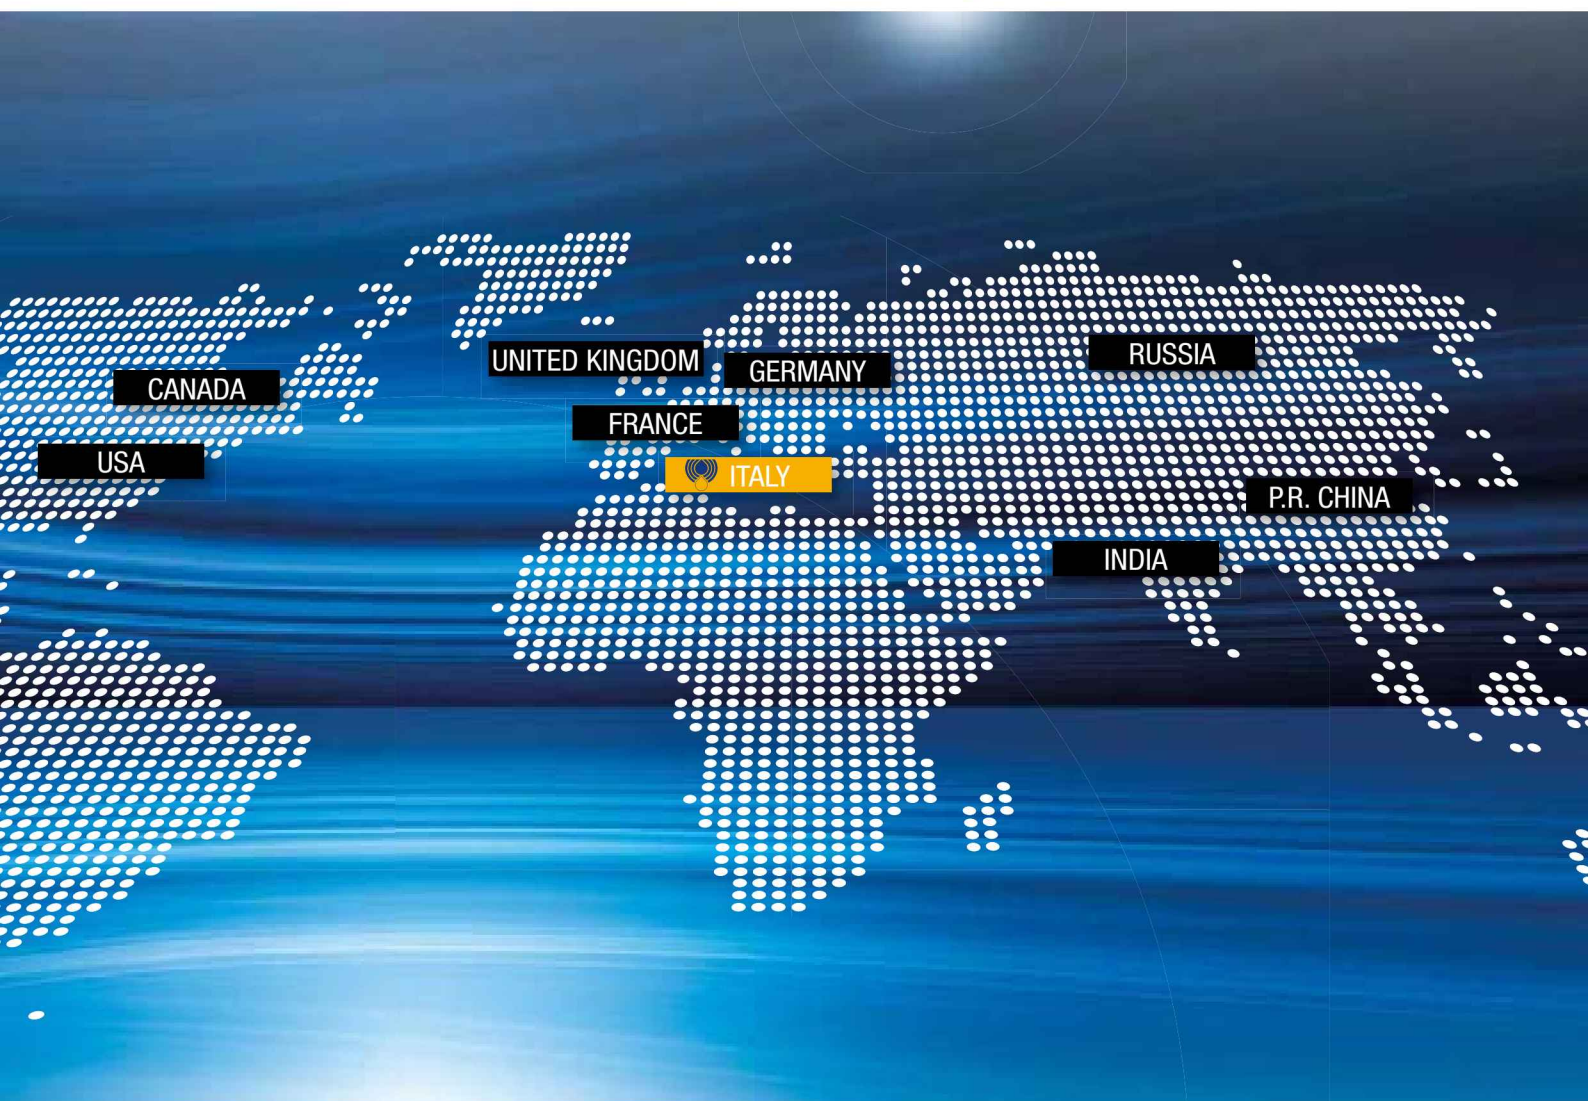 UNITED KINGDOM
GERMANY
RUSSIA
CANADA
FRANCE
USA
ITALY
P.R. CHINA
INDIA